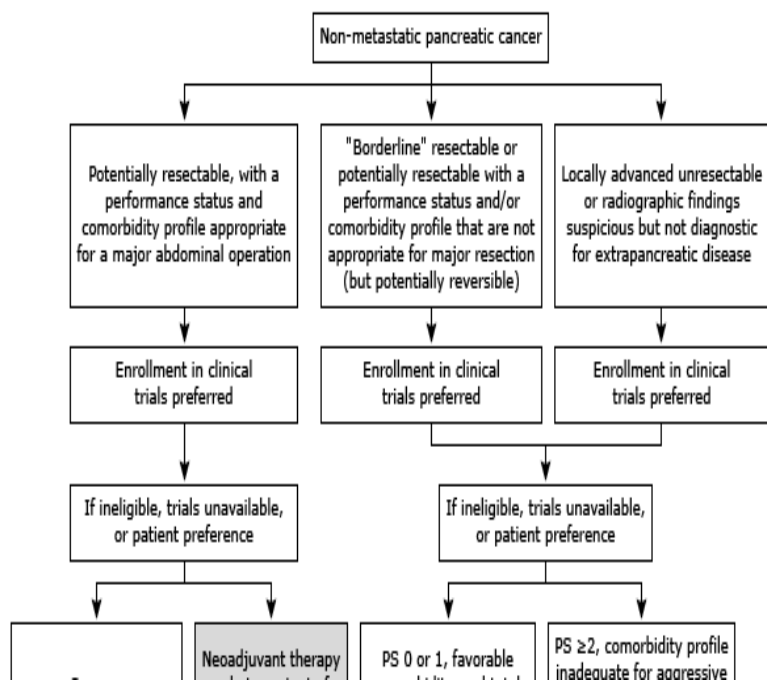 Non-metastatic pancreatic cancer
Potentially resectable, with a
performance status and
comorbidity profile appropriate
for a major abdominal operation
"Borderline" resectable or
potentially resectable with a
performance status and/or
comorbidity profile that are not
appropriate for major resection
(but potentially reversible)
Locally advanced unresectable
or radiographic findings
suspicious but not diagnostic
for extrapancreatic disease
Enrollment in clinical
trials preferred
Enrollment in clinical
trials preferred
Enrollment in clinical
trials preferred
If ineligible, trials unavailable,
or patient preference
If ineligible, trials unavailable,
or patient preference
Neoadjuvant therapy
PS 0 or 1, favorable
PS ≥2, comorbidity profile
inadequate for aggressive